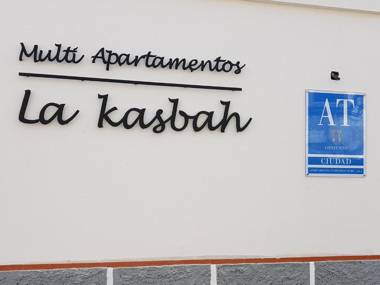 Multi Apartamentos
La kasbah
AT
CIUDAD